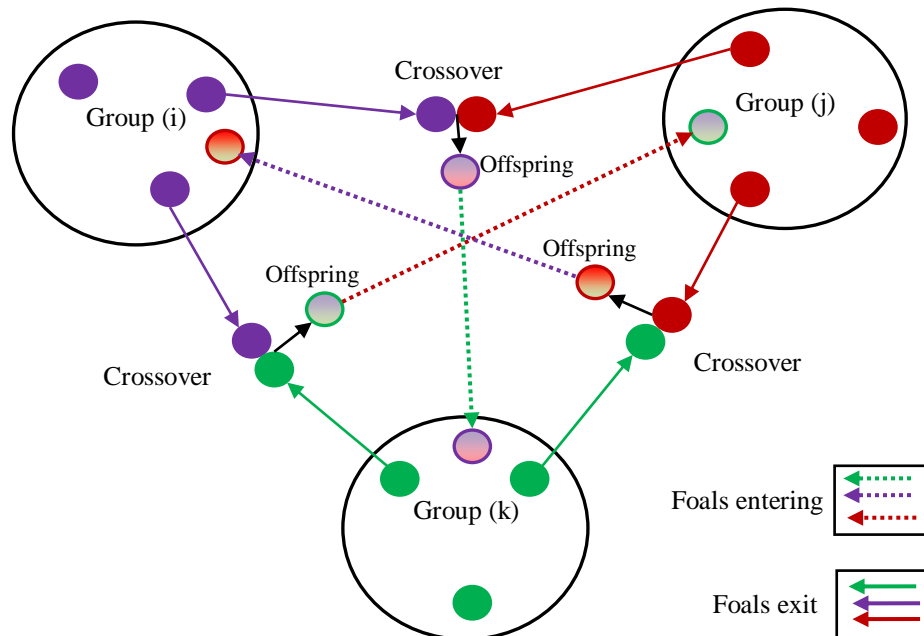 Crossover
Group (i)
Group (j)
Offspring
Offspring
Offspring
Crossover
Crossover
Group (k)
Foals entering
Foals exit